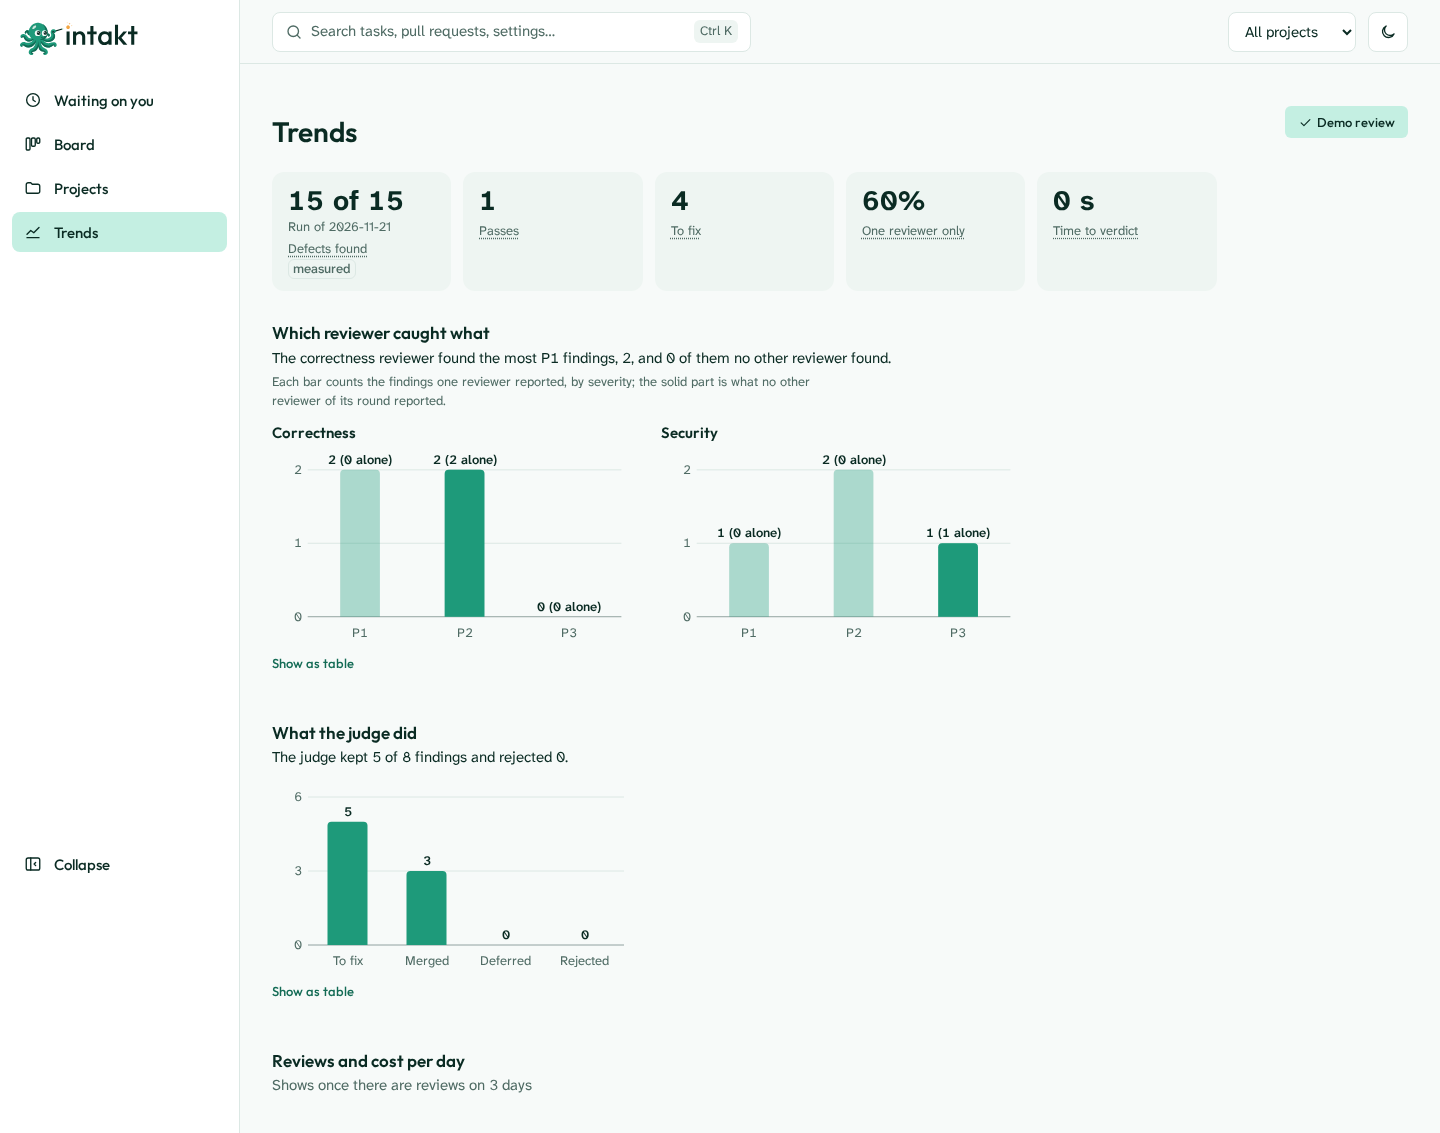 intakt
Search tasks, pull requests, settings...
Ctrl K
All projects
Waiting on you
Board
Projects
Trends
Collapse
Trends
Demo review
15 of 15
Run of 2026-11-21
Defects found
measured
1
Passes
4
To fix
60%
One reviewer only
0 s
Time to verdict
Which reviewer caught what
The correctness reviewer found the most P1 findings, 2, and 0 of them no other reviewer found.
Each bar counts the findings one reviewer reported, by severity; the solid part is what no other
reviewer of its round reported.
Correctness
2 (0 alone)
2 (2 alone)
0 (0 alone)
2
1
0
P1
P2
P3
Security
2 (0 alone)
1 (0 alone)
1 (1 alone)
2
1
0
P1
P2
P3
Show as table
What the judge did
The judge kept 5 of 8 findings and rejected 0.
6
3
0
5
3
0
0
To fix
Merged
Deferred
Rejected
Show as table
Reviews and cost per day
Shows once there are reviews on 3 days